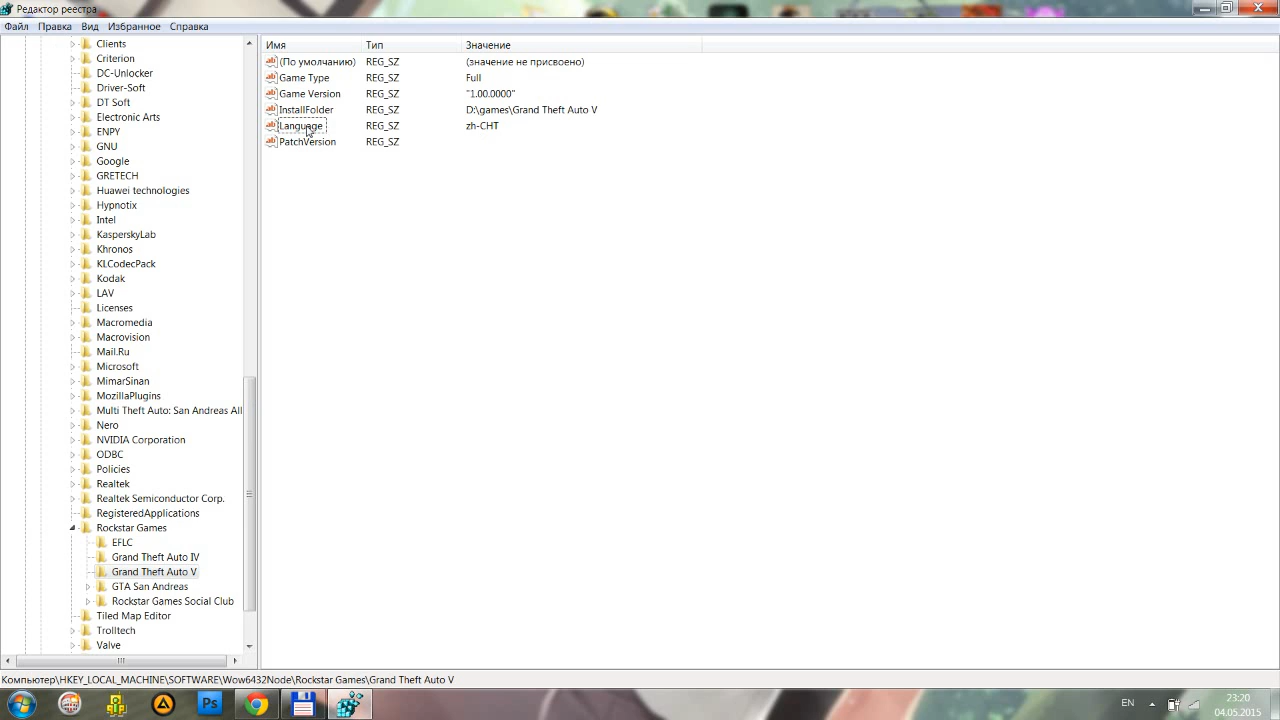 Редактор реестра
Файл Правка Вид Избранное Справка
Clients
Criterion
DC-Unlocker
Driver-Soft
DT Soft
Electronic Arts
ENPY
GNU
Google
GRETECH
Huawei technologies
Hypnotix
Intel
KasperskyLab
Khronos
KLCodecPack
Kodak
LAV
Licenses
Macromedia
Macrovision
Mail.Ru
Microsoft
MimarSinan
MozillaPlugins
Multi Theft Auto: San Andreas All
Nero
NVIDIA Corporation
ODBC
Policies
Realtek
Realtek Semiconductor Corp.
RegisteredApplications
Rockstar Games
EFLC
Grand Theft Auto IV
Grand Theft Auto V
GTA San Andreas
Rockstar Games Social Club
Tiled Map Editor
Trolltech
Valve
Имя Тип Значение
(По умолчанию) REG_SZ (значение не присвоено)
Game Type REG_SZ Full
Game Version REG_SZ "1.00.0000"
InstallFolder REG_SZ D:\games\Grand Theft Auto V
Language REG_SZ zh-CHT
PatchVersion REG_SZ
Компьютер\HKEY_LOCAL_MACHINE\SOFTWARE\Wow6432Node\Rockstar Games\Grand Theft Auto V
Ps
EN
23:20
04.05.2015